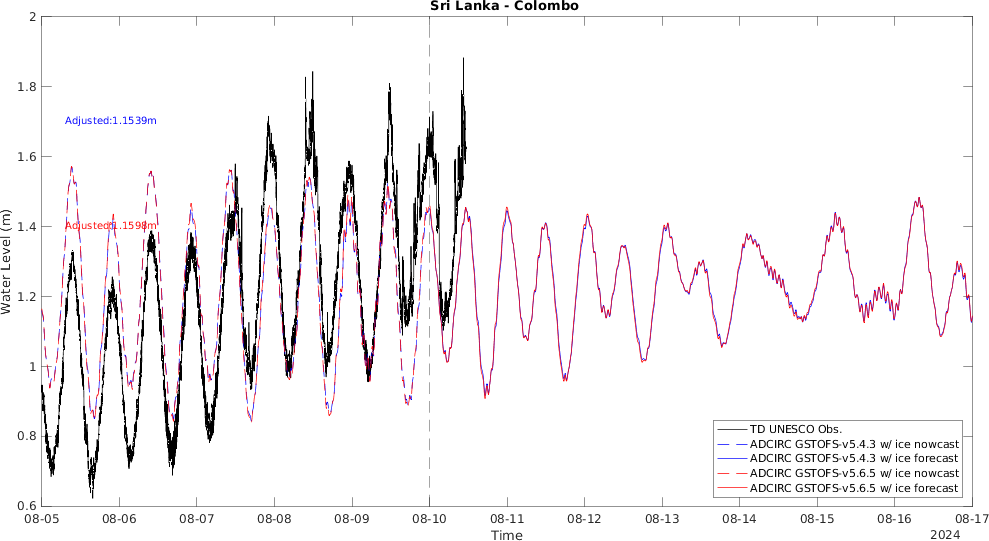 Sri Lanka - Colombo
2
1.8
1.6
1.4
1.2
1
0.8
0.6
Water Level (m)
Adjusted:1.1539m
Adjusted:1.1598m
TD UNESCO Obs.
ADCIRC GSTOFS-v5.4.3 w/ ice nowcast
ADCIRC GSTOFS-v5.4.3 w/ ice forecast
ADCIRC GSTOFS-v5.6.5 w/ ice nowcast
ADCIRC GSTOFS-v5.6.5 w/ ice forecast
08-05 08-06 08-07 08-08 08-09 08-10 08-11 08-12 08-13 08-14 08-15 08-16 08-17
Time
2024